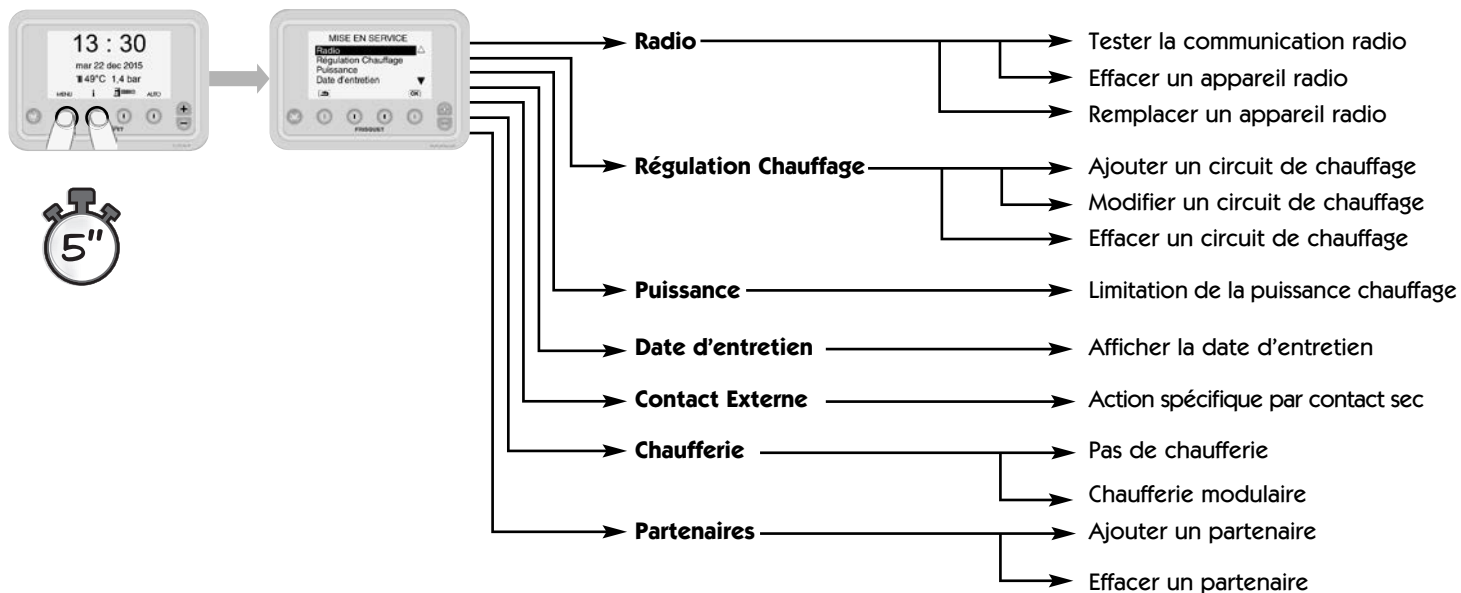 13 : 30
mar 22 dec 2015
49°C 1,4 bar
MENU i AUTO
MISE EN SERVICE
Radio
Régulation Chauffage
Puissance
Date d'entretien
OK
FRISQUET
5"
Radio
Tester la communication radio
Effacer un appareil radio
Remplacer un appareil radio
Régulation Chauffage
Ajouter un circuit de chauffage
Modifier un circuit de chauffage
Effacer un circuit de chauffage
Puissance
Limitation de la puissance chauffage
Date d'entretien
Afficher la date d'entretien
Contact Externe
Action spécifique par contact sec
Chaufferie
Pas de chaufferie
Chaufferie modulaire
Partenaires
Ajouter un partenaire
Effacer un partenaire